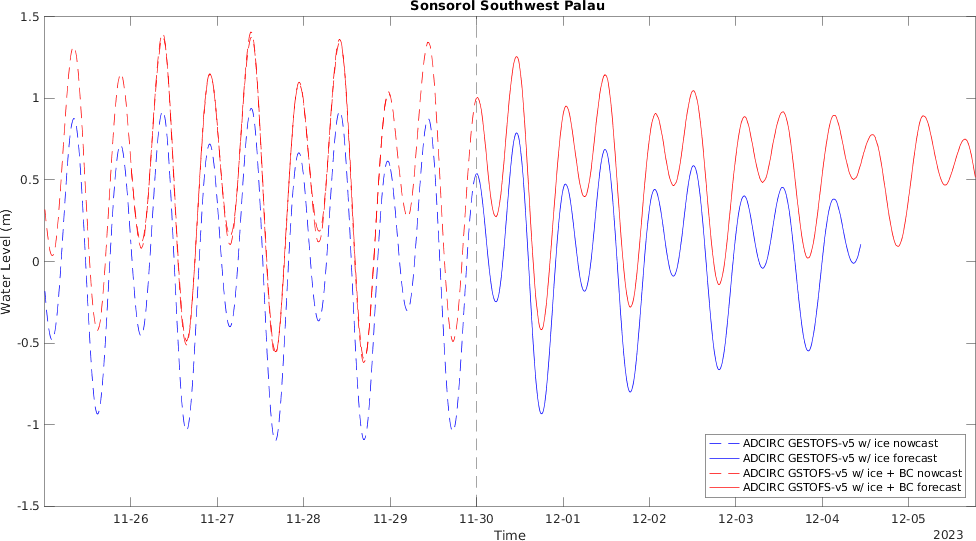 Sonsorol Southwest Palau
1.5
1
0.5
0
-0.5
-1
-1.5
Water Level (m)
11-26
11-27
11-28
11-29
11-30
12-01
12-02
12-03
12-04
12-05
Time
2023
ADCIRC GESTOFS-v5 w/ ice nowcast
ADCIRC GESTOFS-v5 w/ ice forecast
ADCIRC GSTOFS-v5 w/ ice + BC nowcast
ADCIRC GSTOFS-v5 w/ ice + BC forecast